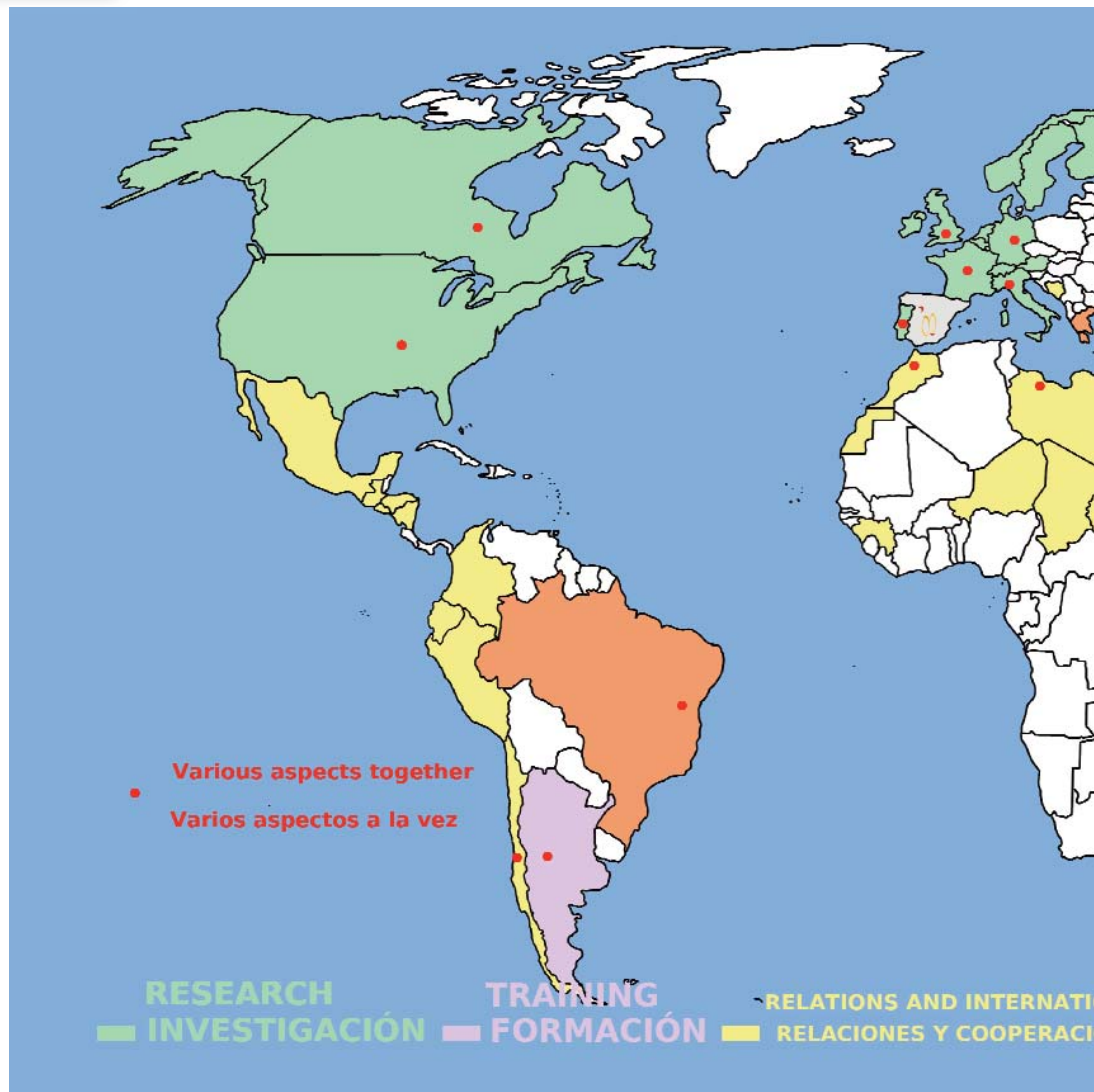 Various aspects together
Varios aspectos a la vez
RESEARCH
INVESTIGACIÓN
TRAINING
FORMACIÓN
RELATIONS AND
RELACIONES Y